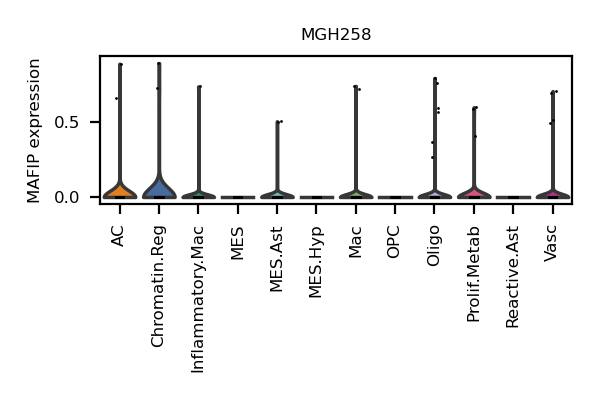 MGH258
MAFIP expression
0.5
0.0
AC
Chromatin.Reg
Inflammatory.Mac
MES
MES.Ast
MES.Hyp
Mac
OPC
Oligo
Prolif.Metab
Reactive.Ast
Vasc